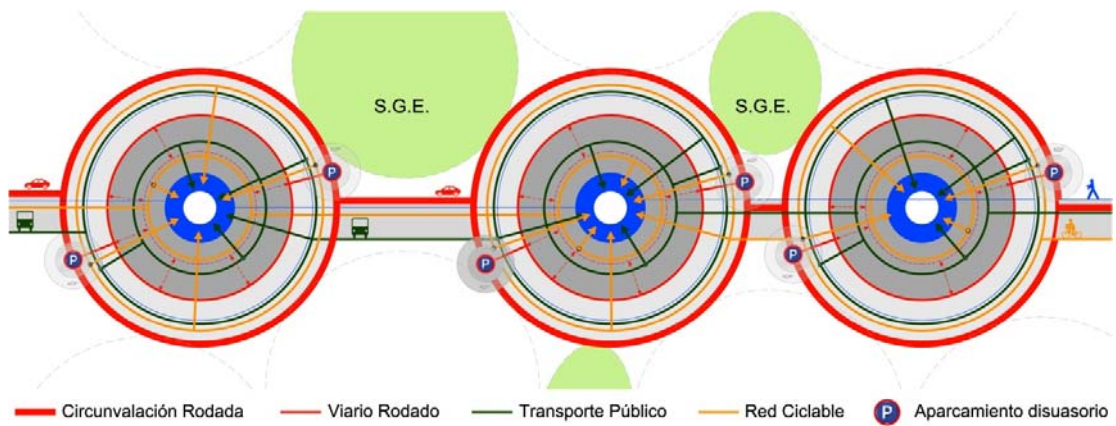 S.G.E.
S.G.E.
P
P
P
P
P
P
Circunvalación Rodada
Viario Rodado
Transporte Público
Red Ciclable
P
Aparcamiento disuasorio